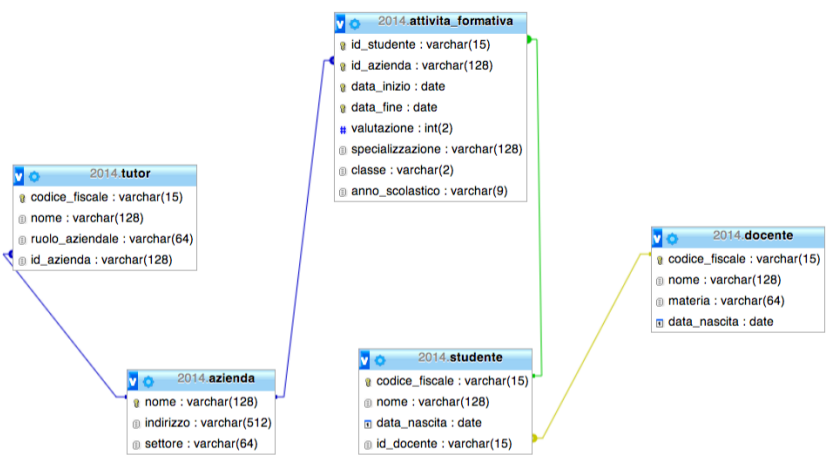 2014.attivita_formativa
id_studente : varchar(15)
id_azienda : varchar(128)
data_inizio : date
data_fine : date
valutazione : int(2)
specializzazione : varchar(128)
classe : varchar(2)
anno_scolastico : varchar(9)
2014.tutor
codice_fiscale : varchar(15)
nome : varchar(128)
ruolo_aziendale : varchar(64)
id_azienda : varchar(128)
2014.docente
codice_fiscale : varchar(15)
nome : varchar(128)
materia : varchar(64)
data_nascita : date
2014.azienda
nome : varchar(128)
indirizzo : varchar(512)
settore : varchar(64)
2014.studente
codice_fiscale : varchar(15)
nome : varchar(128)
data_nascita : date
id_docente : varchar(15)